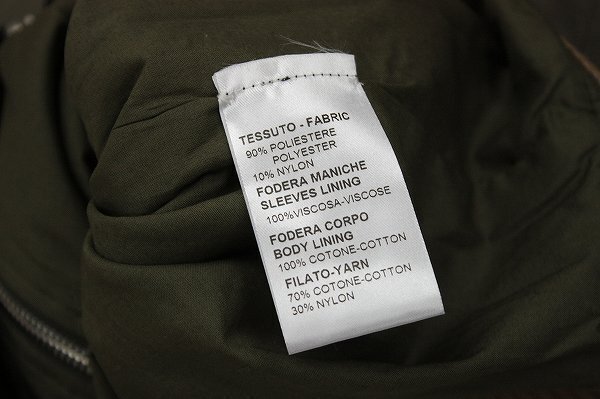 TESSUTO - FABRIC
90% POLIESTERE
POLYESTER
10% NYLON
FODERA MANICHE
SLEEVES LINING
100%VISCOSA-VISCOSE
FODERA CORPO
BODY LINING
100% COTONE-COTTON
FILATO-YARN
70% COTONE-COTTON
30% NYLON